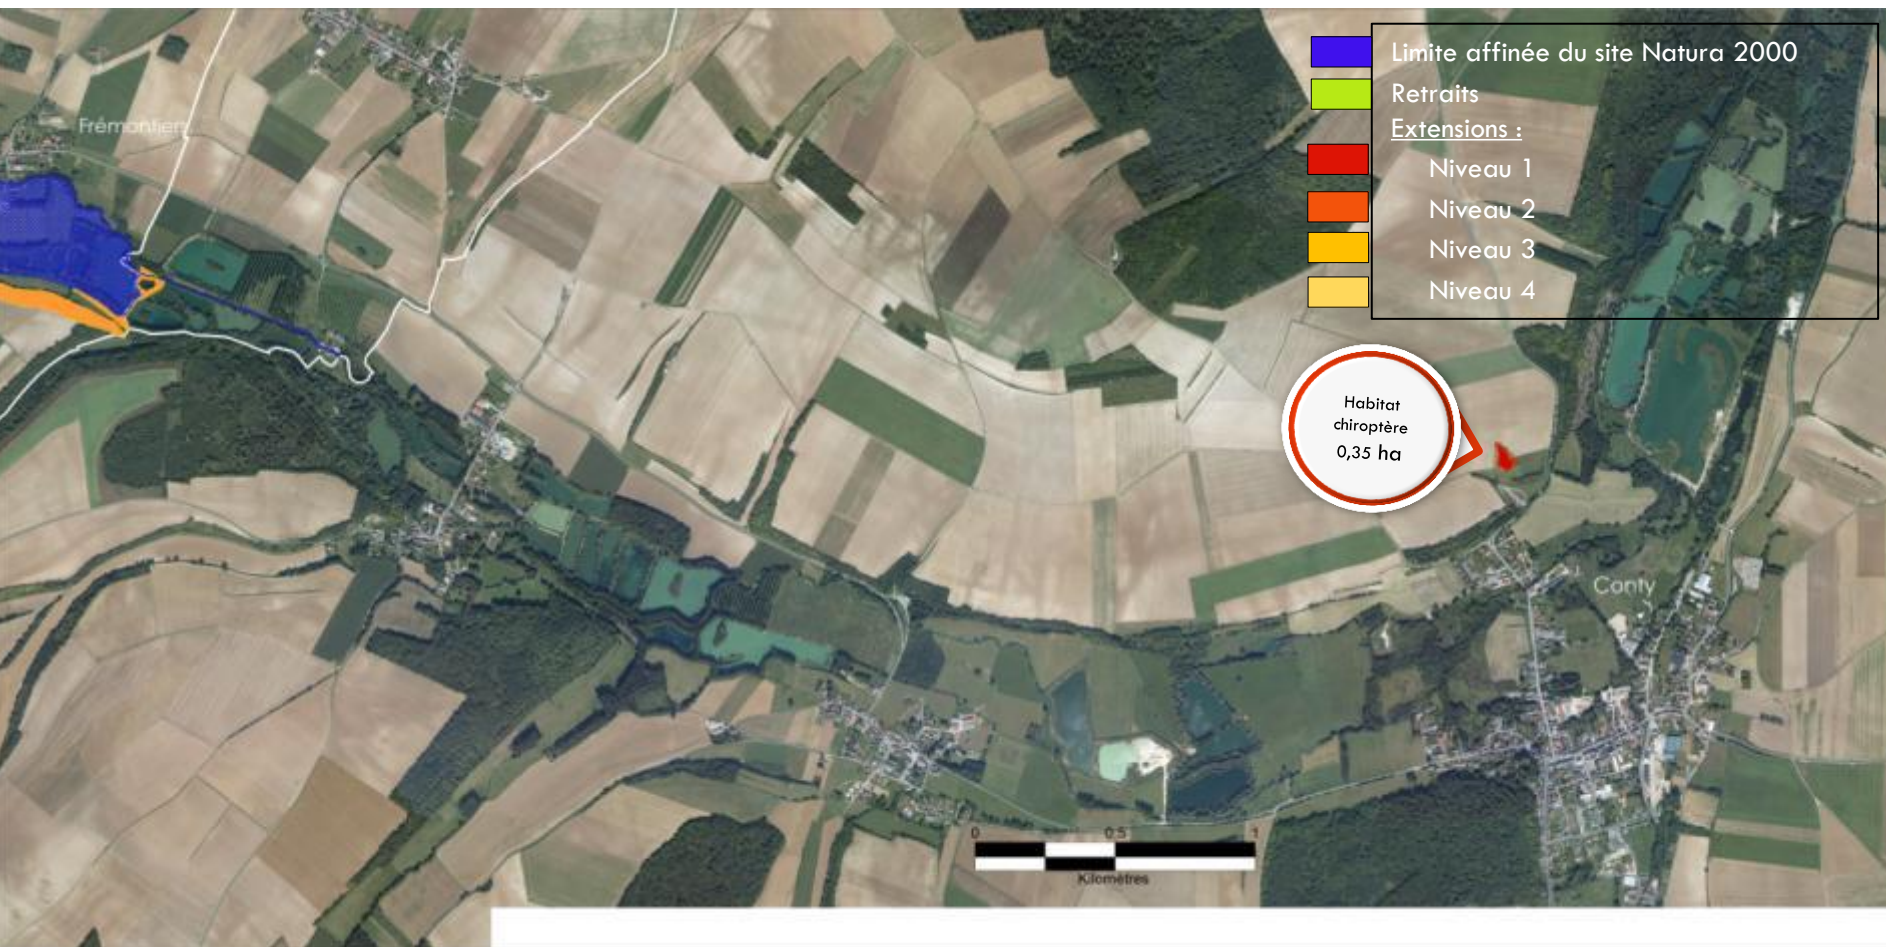 Limite affinée du site Natura 2000
Retraits
Extensions :
Niveau 1
Niveau 2
Niveau 3
Niveau 4
Frémontiers
Habitat
chiroptère
0,35 ha
Conty
0 0.5 1
Kilomètres